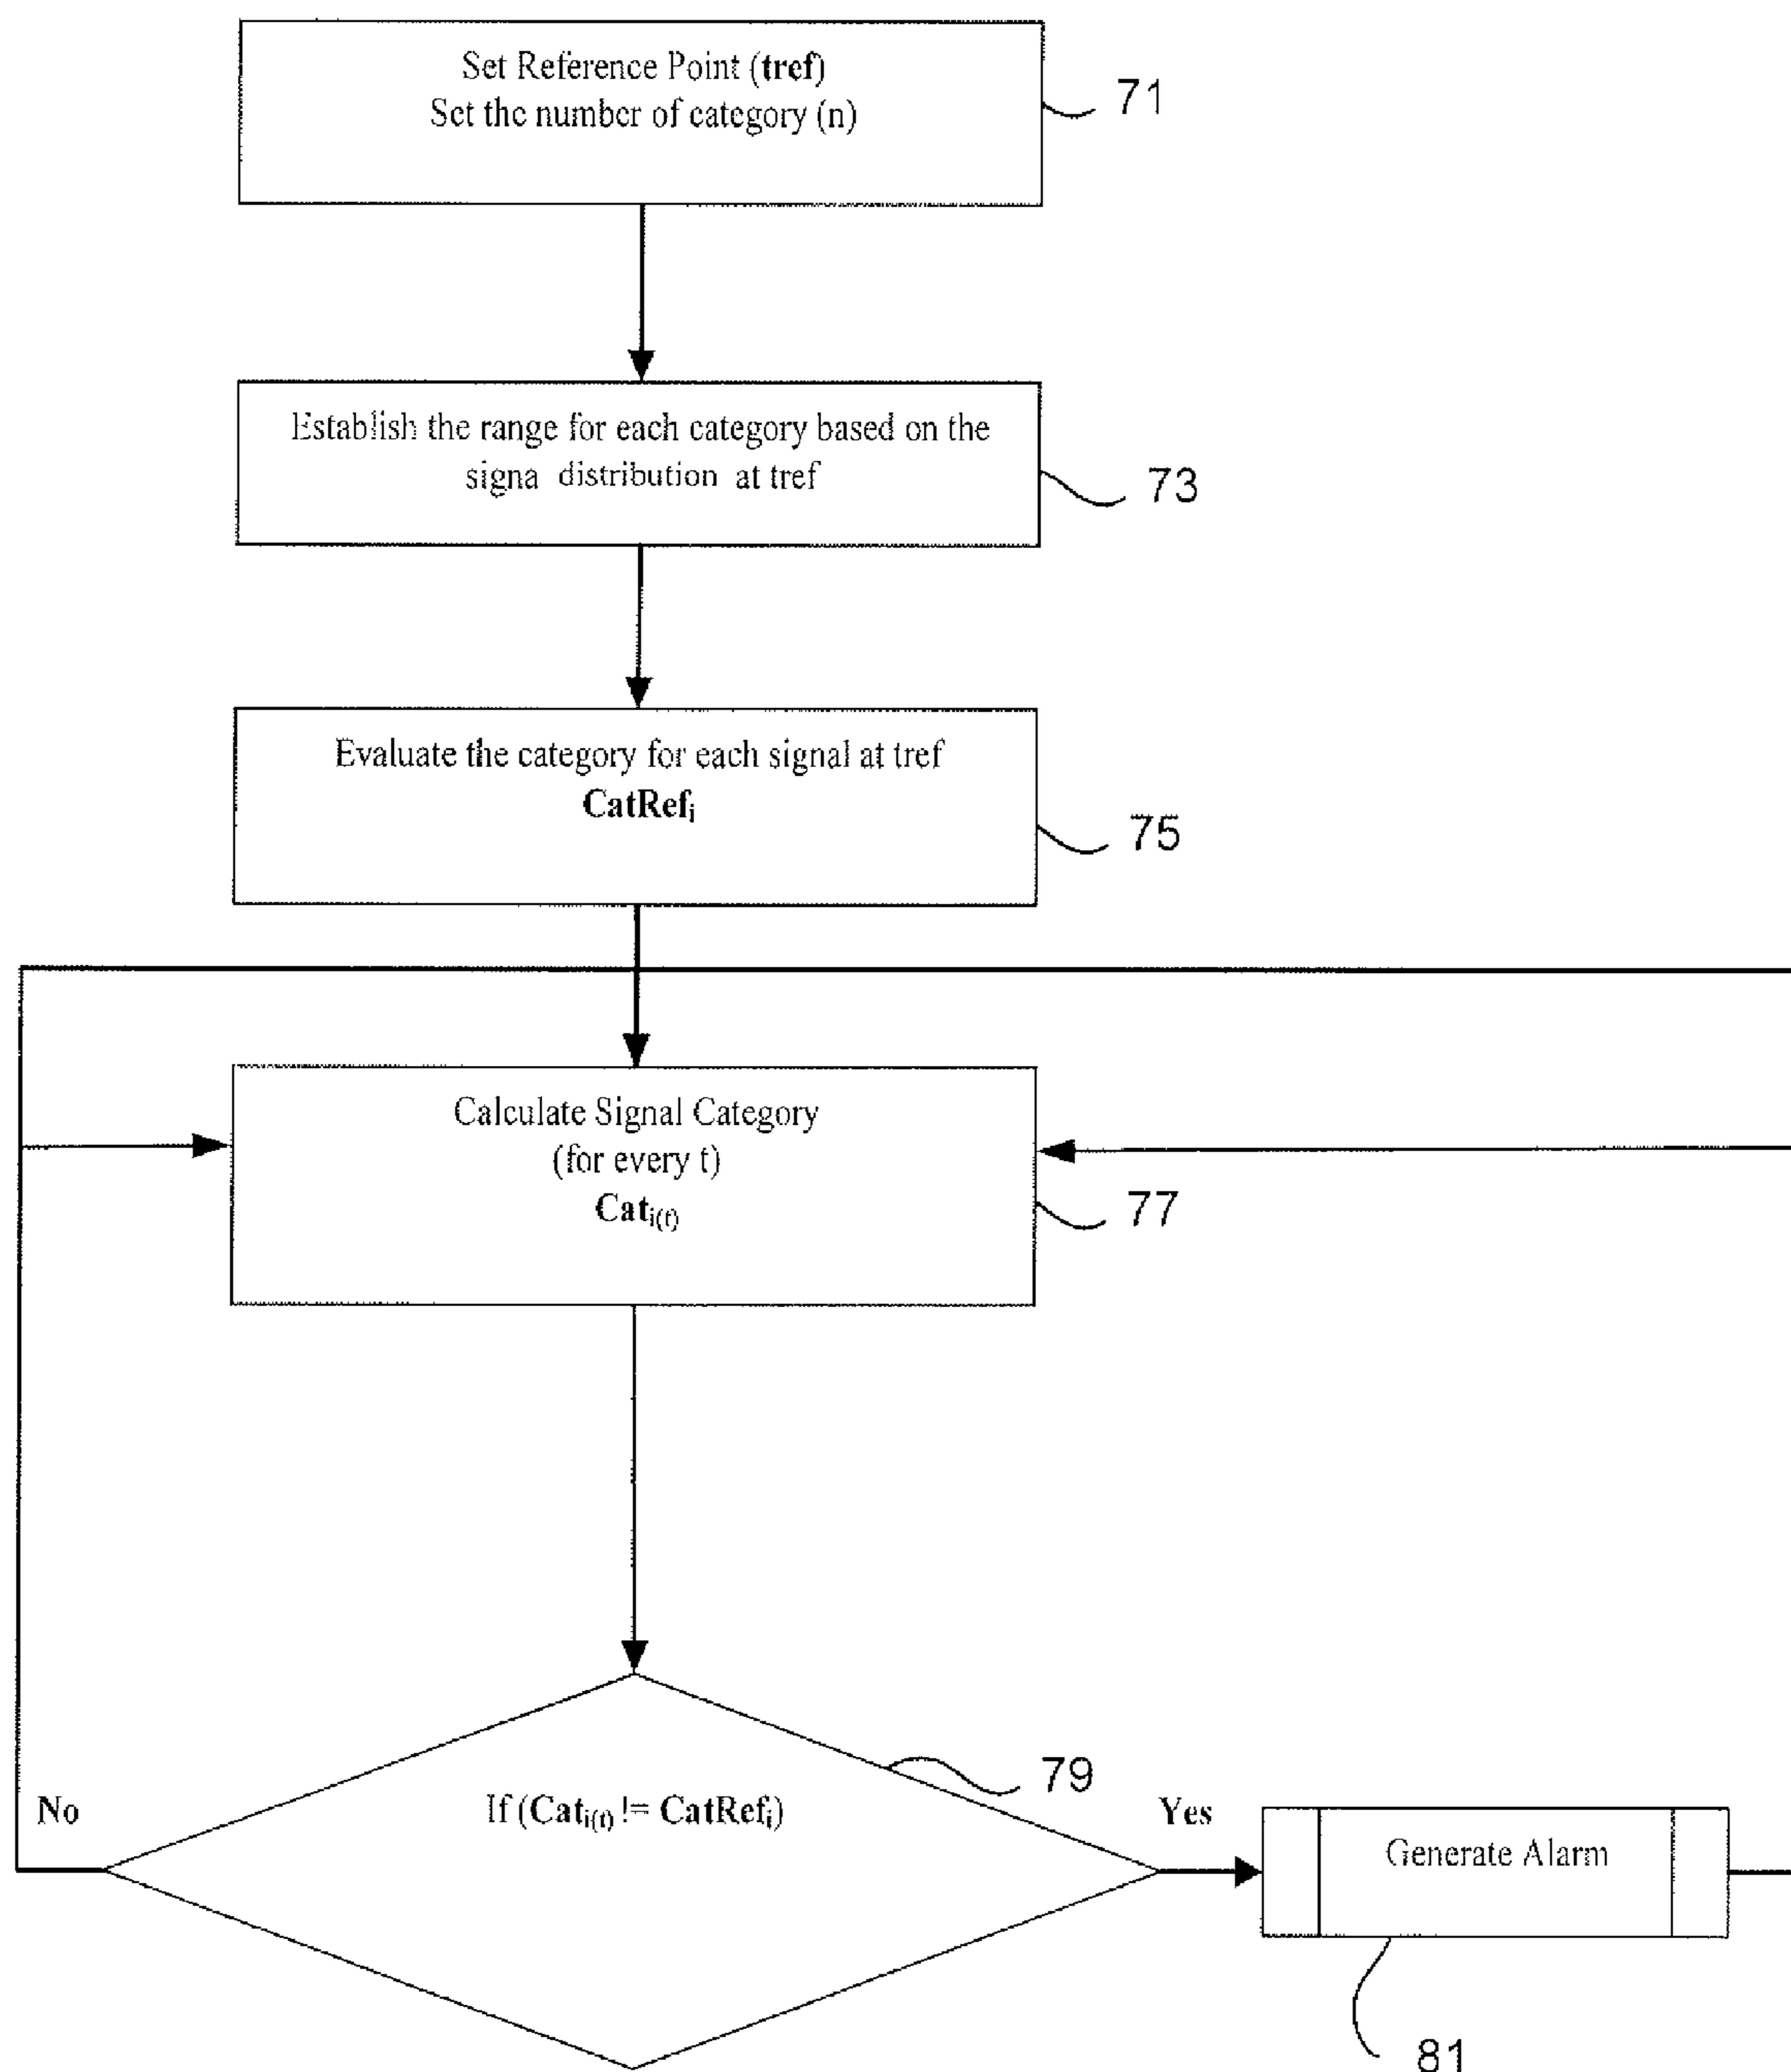 Set Reference Point (tref)
Set the number of category (n)
71
Establish the range for each category based on the
signa distribution at tref
73
Evaluate the category for each signal at tref
CatRefi
75
Calculate Signal Category
(for every t)
Cati(t)
77
79
If (Cati(t) != CatRefi)
No
Yes
Generate Alarm
81